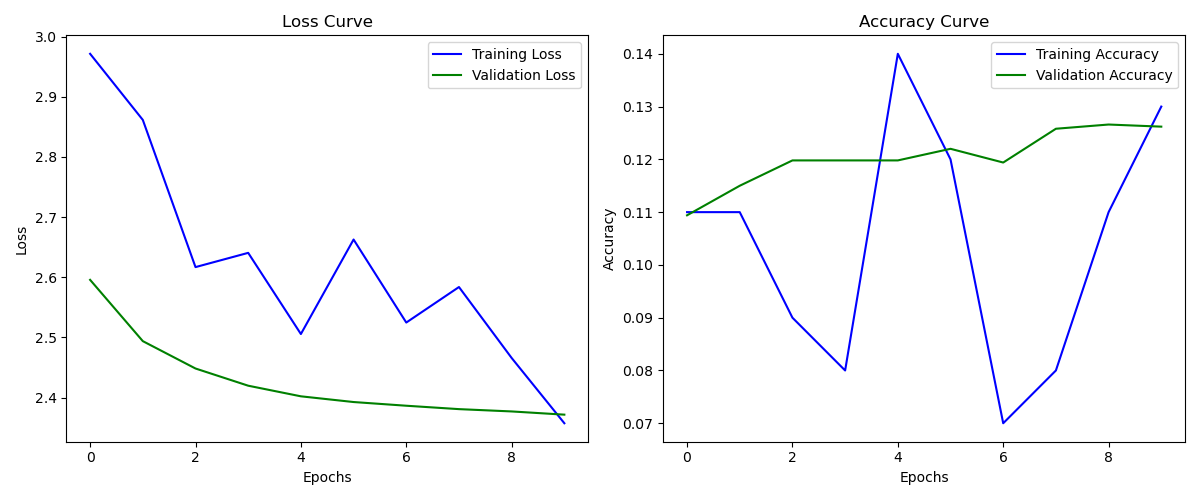 Loss Curve
Loss
3.0
2.9
2.8
2.7
2.6
2.5
2.4
Training Loss
Validation Loss
0 2 4 6 8
Epochs
Accuracy Curve
Accuracy
0.14
0.13
0.12
0.11
0.10
0.09
0.08
0.07
Training Accuracy
Validation Accuracy
0 2 4 6 8
Epochs